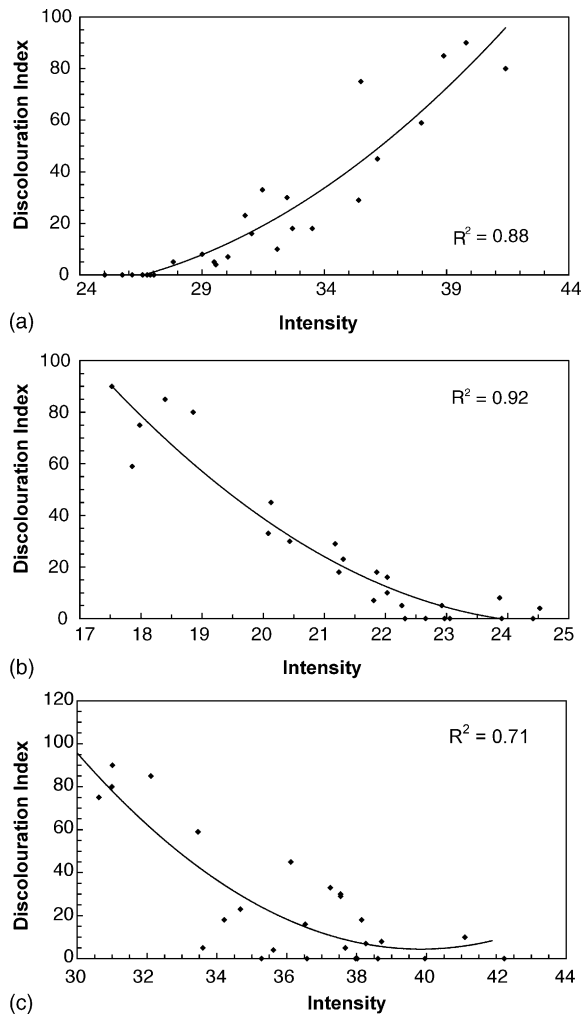 100
80
60
40
20
0
Discolouration Index
R² = 0.88
24 29 34 39 44
(a)
Intensity
100
80
60
40
20
0
Discolouration Index
R² = 0.92
17 18 19 20 21 22 23 24 25
(b)
Intensity
120
100
80
60
40
20
0
Discolouration Index
R² = 0.71
30 32 34 36 38 40 42 44
(c)
Intensity